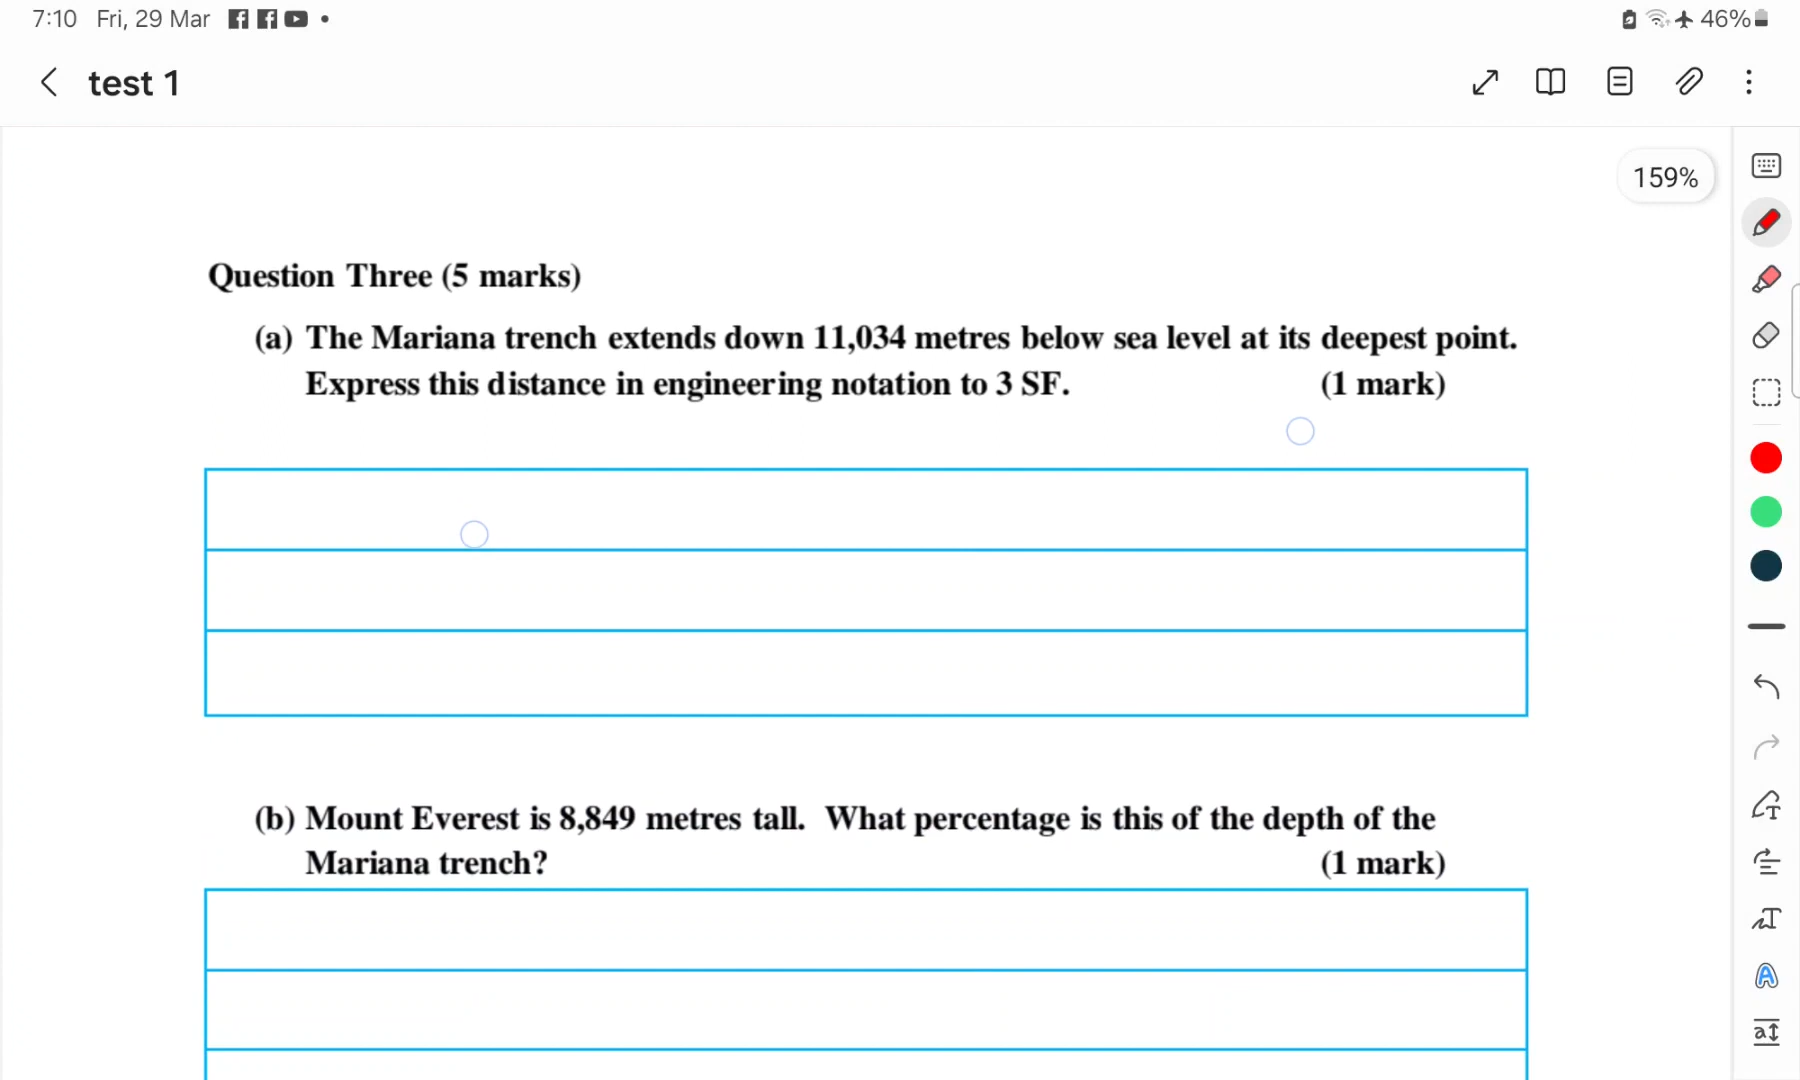 7:10 Fri, 29 Mar
46%
test 1
159%
Question Three (5 marks)
(a) The Mariana trench extends down 11,034 metres below sea level at its deepest point.
Express this distance in engineering notation to 3 SF. (1 mark)
(b) Mount Everest is 8,849 metres tall. What percentage is this of the depth of the
Mariana trench? (1 mark)